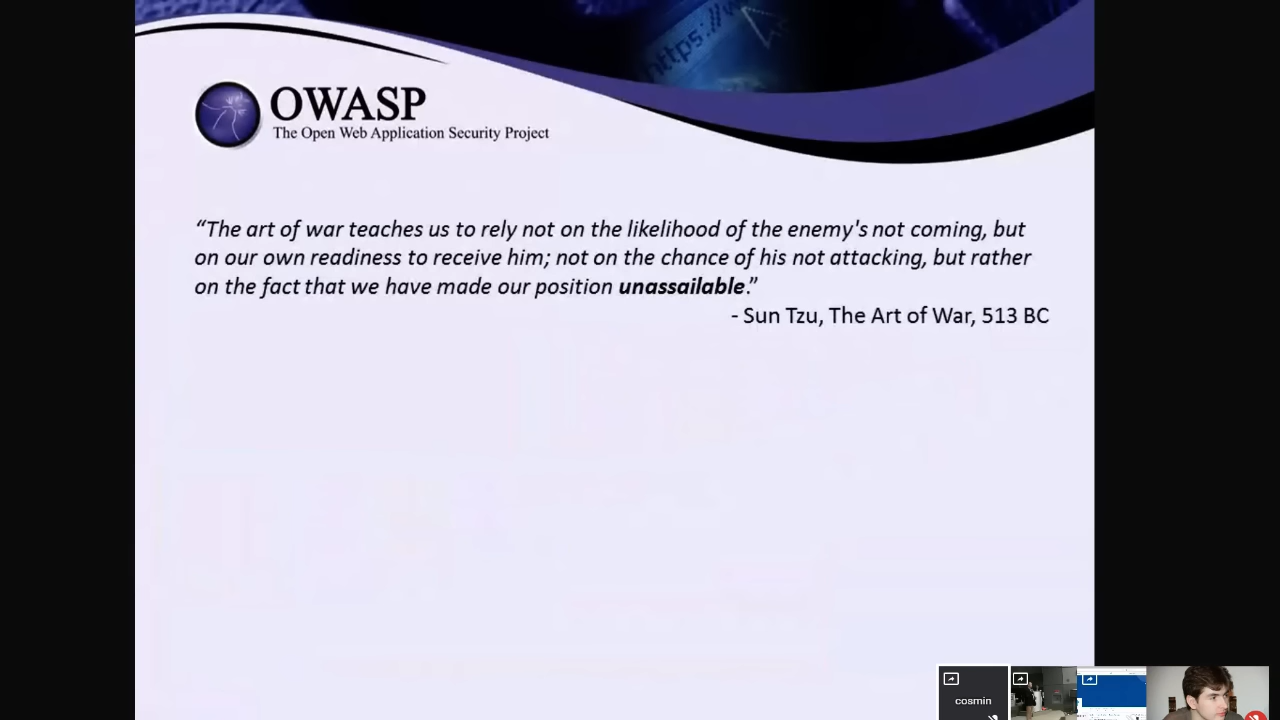 https://w
OWASP
The Open Web Application Security Project
“The art of war teaches us to rely not on the likelihood of the enemy's not coming, but
on our own readiness to receive him; not on the chance of his not attacking, but rather
on the fact that we have made our position unassailable.”
- Sun Tzu, The Art of War, 513 BC
cosmin